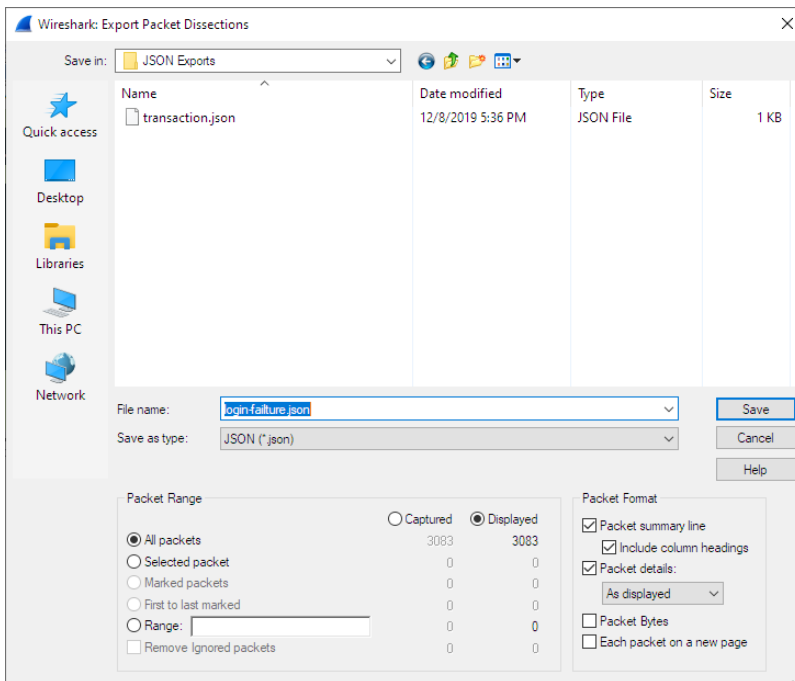 Wireshark: Export Packet Dissections
Save in: JSON Exports
Name Date modified Type Size
transaction.json 12/8/2019 5:36 PM JSON File 1 KB
Quick access
Desktop
Libraries
This PC
Network
File name: login-failture.json Save
Save as type: JSON (*.json) Cancel
Help
Packet Range Packet Format
Captured Displayed Packet summary line
All packets 3083 3083 Include column headings
Selected packet 0 0 Packet details:
Marked packets 0 0 As displayed
First to last marked 0 0
Range: 0 0 Packet Bytes
Remove Ignored packets 0 0 Each packet on a new page